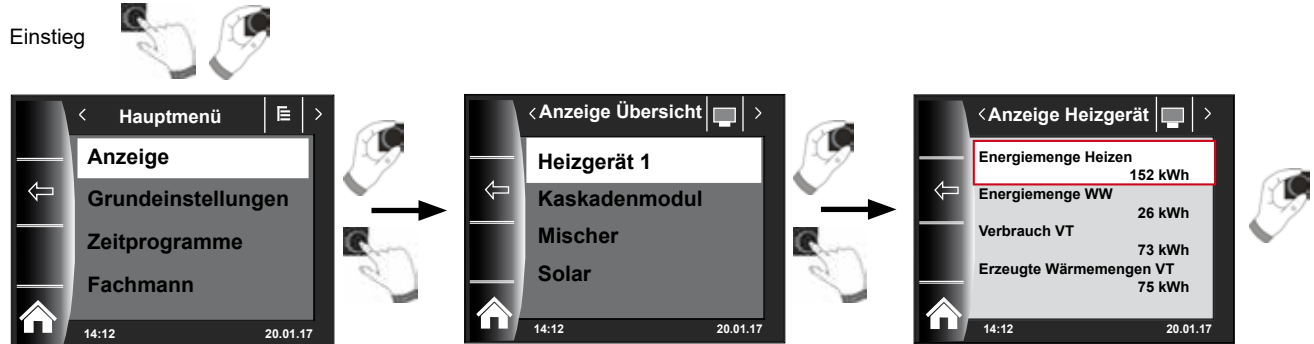 Einstieg
< Hauptmenü >
Anzeige
Grundeinstellungen
Zeitprogramme
Fachmann
14:12 20.01.17
<Anzeige Übersicht >
Heizgerät 1
Kaskadenmodul
Mischer
Solar
14:12 20.01.17
<Anzeige Heizgerät >
Energiemenge Heizen
152 kWh
Energiemenge WW
26 kWh
Verbrauch VT
73 kWh
Erzeugte Wärmemengen VT
75 kWh
14:12 20.01.17